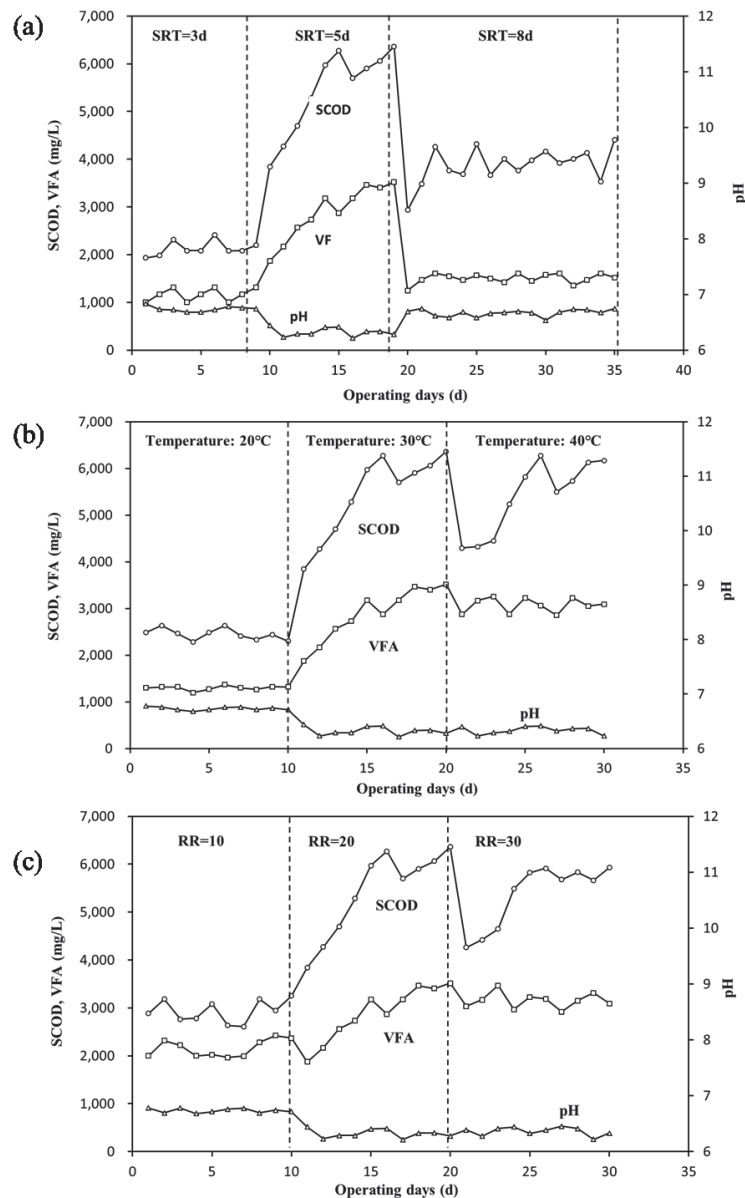 (a)
SRT=3d SRT=5d SRT=8d
7,000
6,000
5,000
4,000
3,000
2,000
1,000
0
12
11
10
9
8
7
6
SCOD, VFA (mg/L)
pH
SCOD
VF
pH
0 5 10 15 20 25 30 35 40
Operating days (d)
(b)
Temperature: 20°C Temperature: 30°C Temperature: 40°C
7,000
6,000
5,000
4,000
3,000
2,000
1,000
0
12
11
10
9
8
7
6
SCOD, VFA (mg/L)
pH
SCOD
VFA
pH
0 5 10 15 20 25 30 35
Operating days (d)
(c)
RR=10 RR=20 RR=30
7,000
6,000
5,000
4,000
3,000
2,000
1,000
0
12
11
10
9
8
7
6
SCOD, VFA (mg/L)
pH
SCOD
VFA
pH
0 5 10 15 20 25 30 35
Operating days (d)